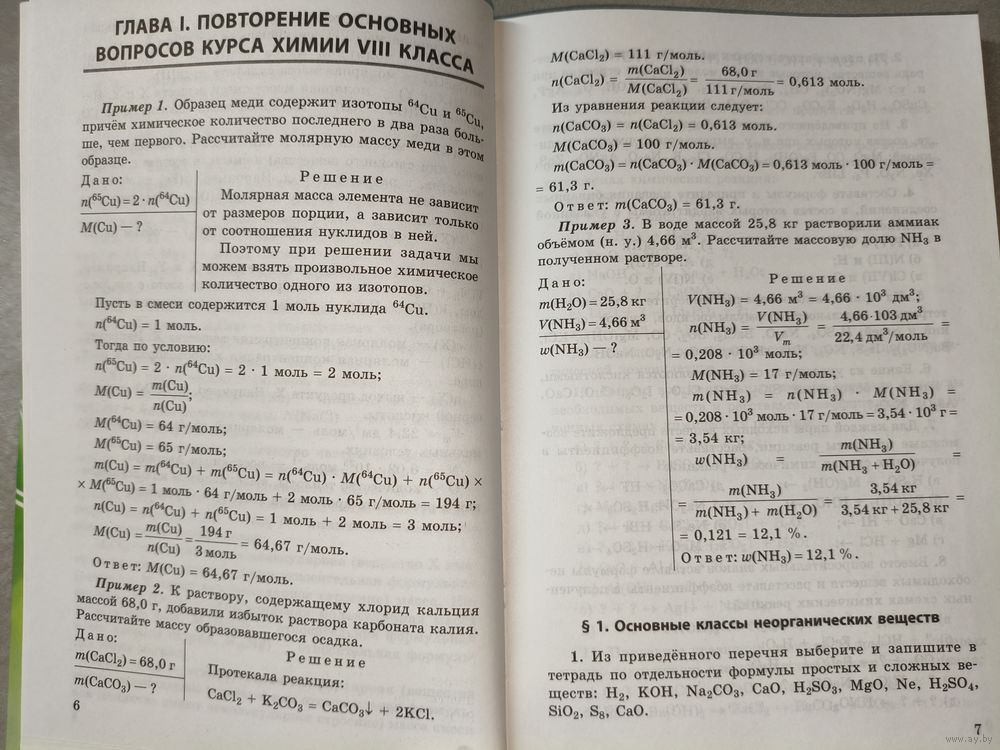 ГЛАВА I. ПОВТОРЕНИЕ ОСНОВНЫХ
ВОПРОСОВ КУРСА ХИМИИ VIII КЛАССА
Пример 1. Образец меди содержит изотопы ⁶⁴Cu и ⁶⁵Cu,
причём химическое количество последнего в два раза боль-
ше, чем первого. Рассчитайте молярную массу меди в этом
образце.
Дано:
n(⁶⁵Cu) = 2 · n(⁶⁴Cu)
M(Cu) — ?
Решение
Молярная масса элемента не зависит
от размеров порции, а зависит только
от соотношения нуклидов в ней.
Поэтому при решении задачи мы
можем взять произвольное химическое
количество одного из изотопов.
Пусть в смеси содержится 1 моль нуклида ⁶⁴Cu.
n(⁶⁴Cu) = 1 моль.
Тогда по условию:
n(⁶⁵Cu) = 2 · n(⁶⁴Cu) = 2 · 1 моль = 2 моль;
M(Cu) = m(Cu)/n(Cu);
M(⁶⁴Cu) = 64 г/моль;
M(⁶⁵Cu) = 65 г/моль;
m(Cu) = m(⁶⁴Cu) + m(⁶⁵Cu) = n(⁶⁴Cu) · M(⁶⁴Cu) + n(⁶⁵Cu) ×
× M(⁶⁵Cu) = 1 моль · 64 г/моль + 2 моль · 65 г/моль = 194 г;
n(Cu) = n(⁶⁴Cu) + n(⁶⁵Cu) = 1 моль + 2 моль = 3 моль;
M(Cu) = m(Cu)/n(Cu) = 194 г/3 моль = 64,67 г/моль.
Ответ: M(Cu) = 64,67 г/моль.
Пример 2. К раствору, содержащему хлорид кальция
массой 68,0 г, добавили избыток раствора карбоната калия.
Рассчитайте массу образовавшегося осадка.
Дано:
m(CaCl₂) = 68,0 г
m(CaCO₃) — ?
Решение
Протекала реакция:
CaCl₂ + K₂CO₃ = CaCO₃↓ + 2KCl.
6
M(CaCl₂) = 111 г/моль.
n(CaCl₂) = m(CaCl₂)/M(CaCl₂) = 68,0 г/111 г/моль = 0,613 моль.
Из уравнения реакции следует:
n(CaCO₃) = n(CaCl₂) = 0,613 моль.
M(CaCO₃) = 100 г/моль.
m(CaCO₃) = n(CaCO₃) · M(CaCO₃) = 0,613 моль · 100 г/моль =
= 61,3 г.
Ответ: m(CaCO₃) = 61,3 г.
Пример 3. В воде массой 25,8 кг растворили аммиак
объёмом (н. у.) 4,66 м³. Рассчитайте массовую долю NH₃ в
полученном растворе.
Дано:
m(H₂O) = 25,8 кг
V(NH₃) = 4,66 м³
w(NH₃) — ?
Решение
V(NH₃) = 4,66 м³ = 4,66 · 10³ дм³;
n(NH₃) = V(NH₃)/Vm = 4,66·103 дм³/22,4 дм³/моль =
= 0,208 · 10³ моль;
M(NH₃) = 17 г/моль;
m(NH₃) = n(NH₃) · M(NH₃) =
= 0,208 · 10³ моль · 17 г/моль = 3,54 · 10³ г =
= 3,54 кг;
w(NH₃) = m(NH₃)/m(NH₃ + H₂O) =
= m(NH₃)/m(NH₃) + m(H₂O) = 3,54 кг/3,54 кг + 25,8 кг =
= 0,121 = 12,1 %.
Ответ: w(NH₃) = 12,1 %.
§ 1. Основные классы неорганических веществ
1. Из приведённого перечня выберите и запишите в
тетрадь по отдельности формулы простых и сложных ве-
ществ: H₂, KOH, Na₂CO₃, CaO, H₂SO₃, MgO, Ne, H₂SO₄,
SiO₂, S₈, CaO.
7
www.ay.by